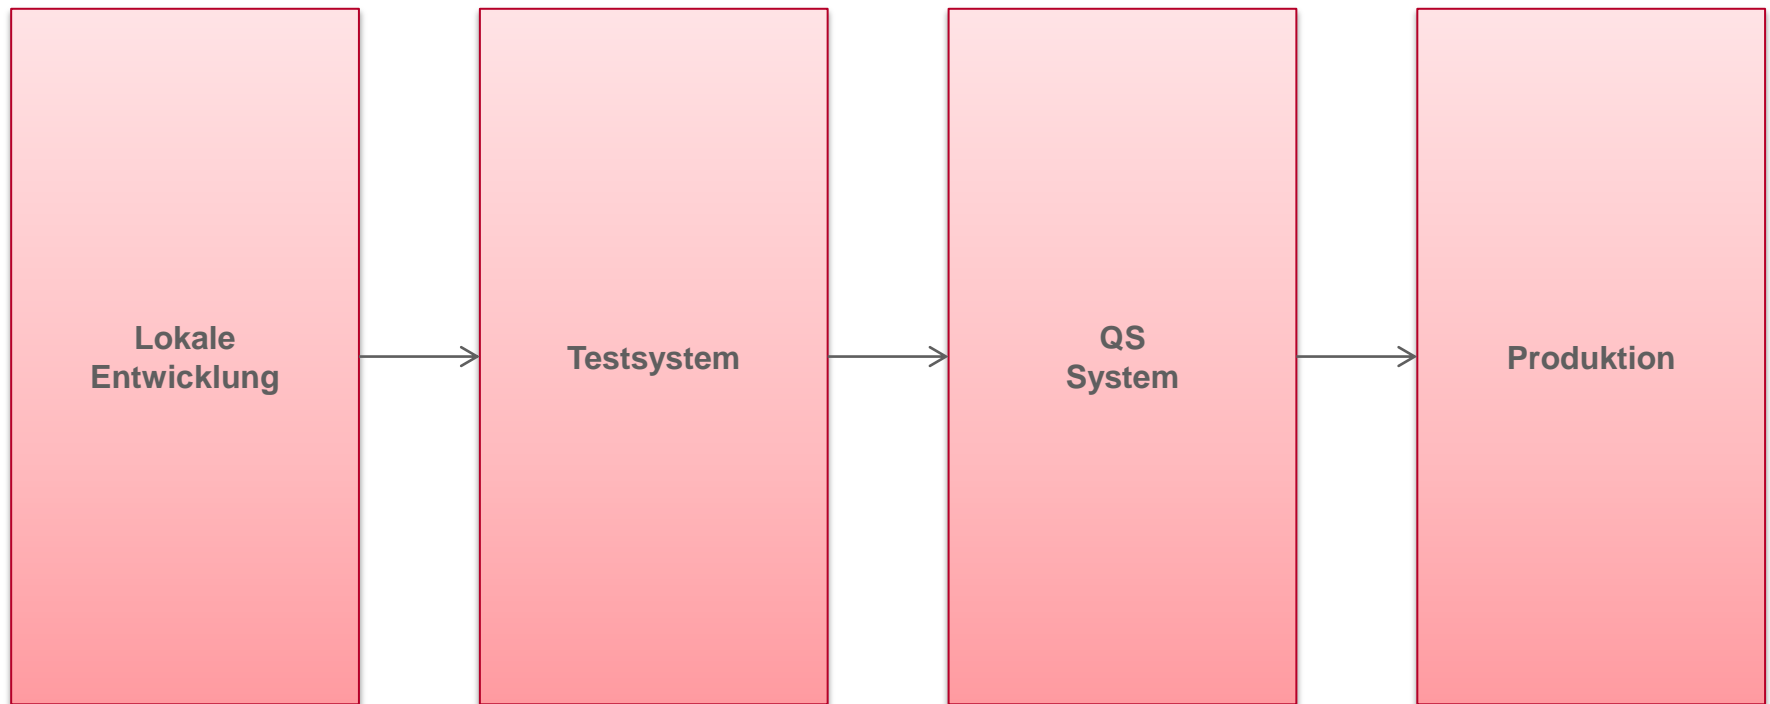 Lokale
Entwicklung
Testsystem
QS
System
Produktion